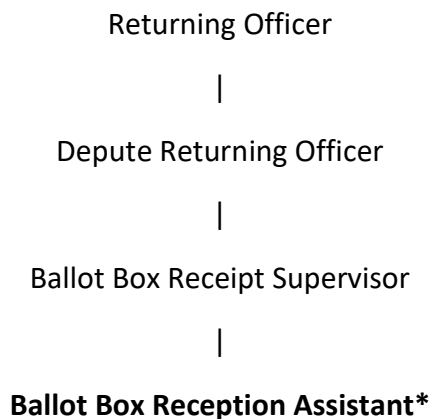 Returning Officer
|
Depute Returning Officer
|
Ballot Box Receipt Supervisor
|
Ballot Box Reception Assistant*